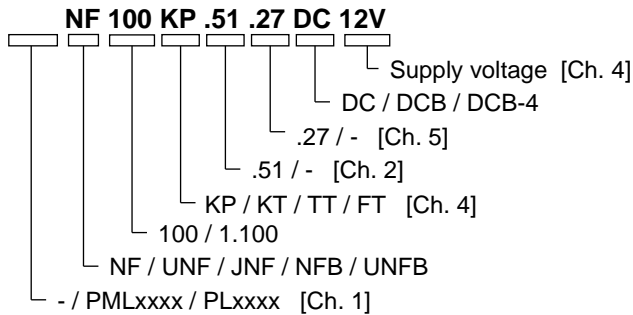 NF 100 KP .51 .27 DC 12V
Supply voltage [Ch. 4]
DC / DCB / DCB-4
.27 / - [Ch. 5]
.51 / - [Ch. 2]
KP / KT / TT / FT [Ch. 4]
100 / 1.100
NF / UNF / JNF / NFB / UNFB
- / PMLxxxx / PLxxxx [Ch. 1]